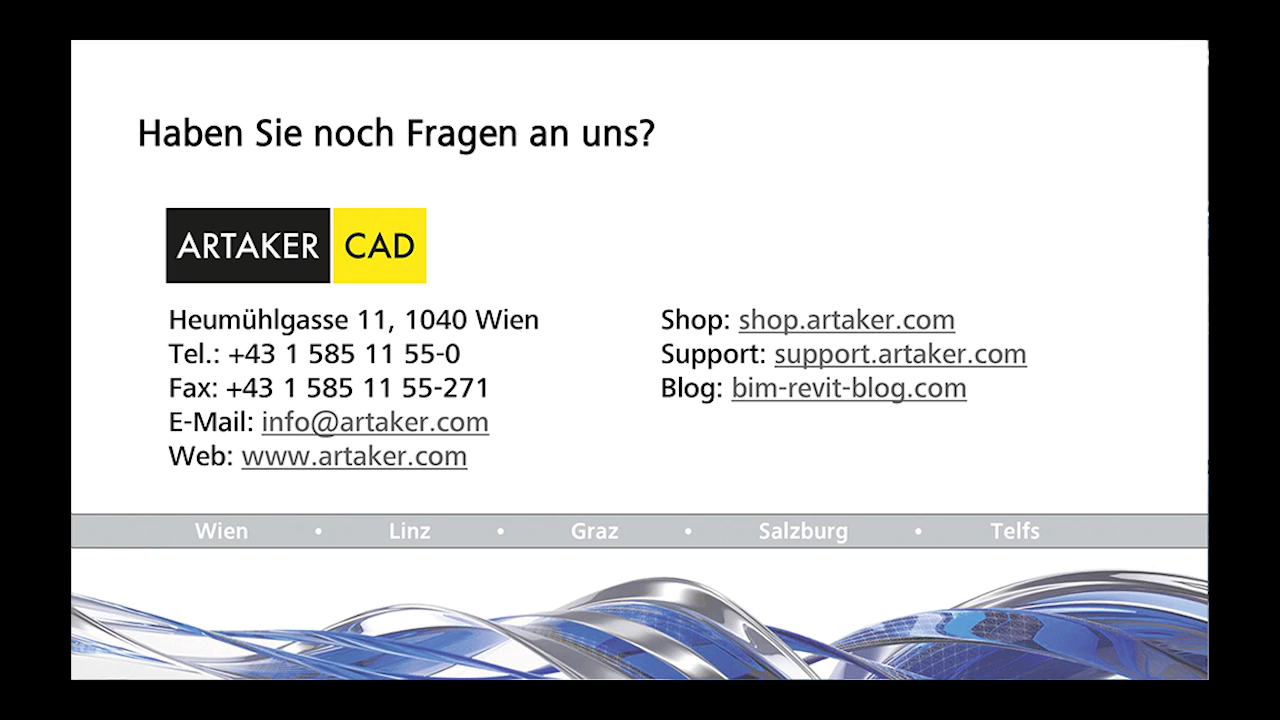 Haben Sie noch Fragen an uns?
ARTAKER CAD
Heumühlgasse 11, 1040 Wien
Tel.: +43 1 585 11 55-0
Fax: +43 1 585 11 55-271
E-Mail: info@artaker.com
Web: www.artaker.com
Shop: shop.artaker.com
Support: support.artaker.com
Blog: bim-revit-blog.com
Wien • Linz • Graz • Salzburg • Telfs